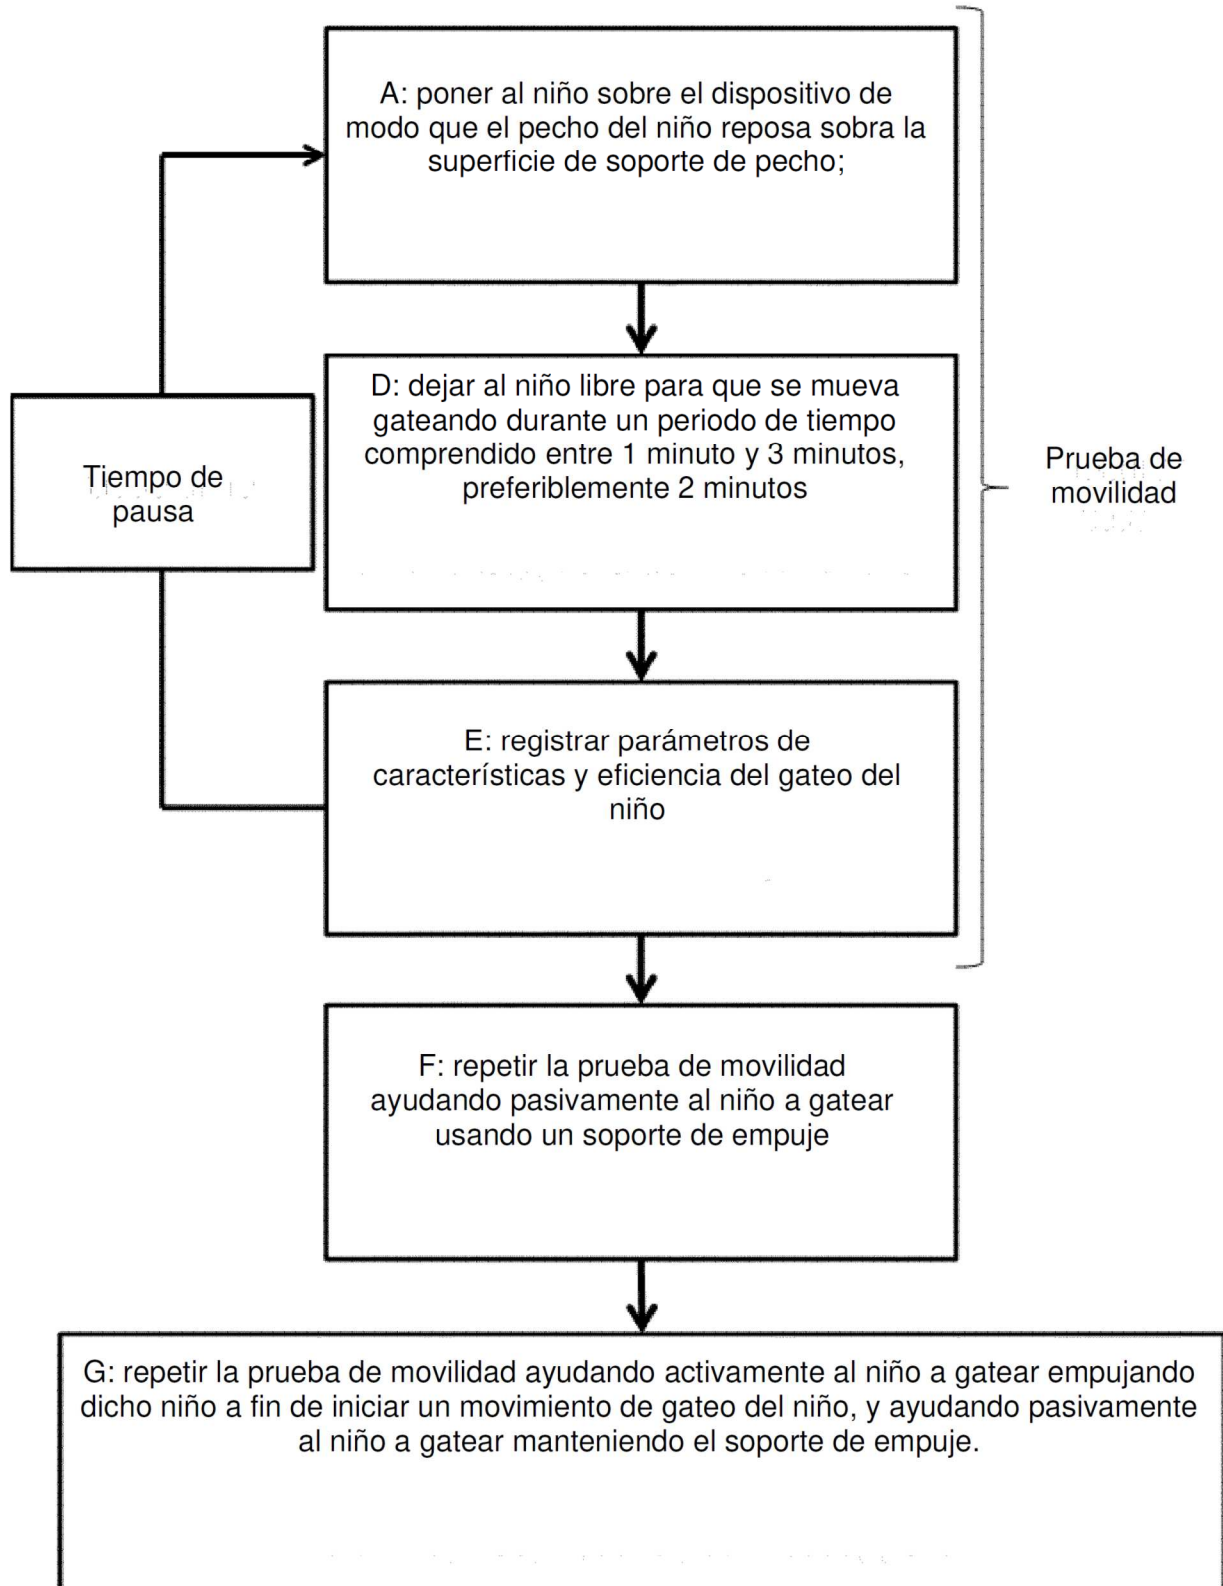 A: poner al niño sobre el dispositivo de
modo que el pecho del niño reposa sobra la
superficie de soporte de pecho;
D: dejar al niño libre para que se mueva
gateando durante un periodo de tiempo
comprendido entre 1 minuto y 3 minutos,
preferiblemente 2 minutos
Tiempo de
pausa
Prueba de
movilidad
E: registrar parámetros de
características y eficiencia del gateo del
niño
F: repetir la prueba de movilidad
ayudando pasivamente al niño a gatear
usando un soporte de empuje
G: repetir la prueba de movilidad ayudando activamente al niño a gatear empujando
dicho niño a fin de iniciar un movimiento de gateo del niño, y ayudando pasivamente
al niño a gatear manteniendo el soporte de empuje.